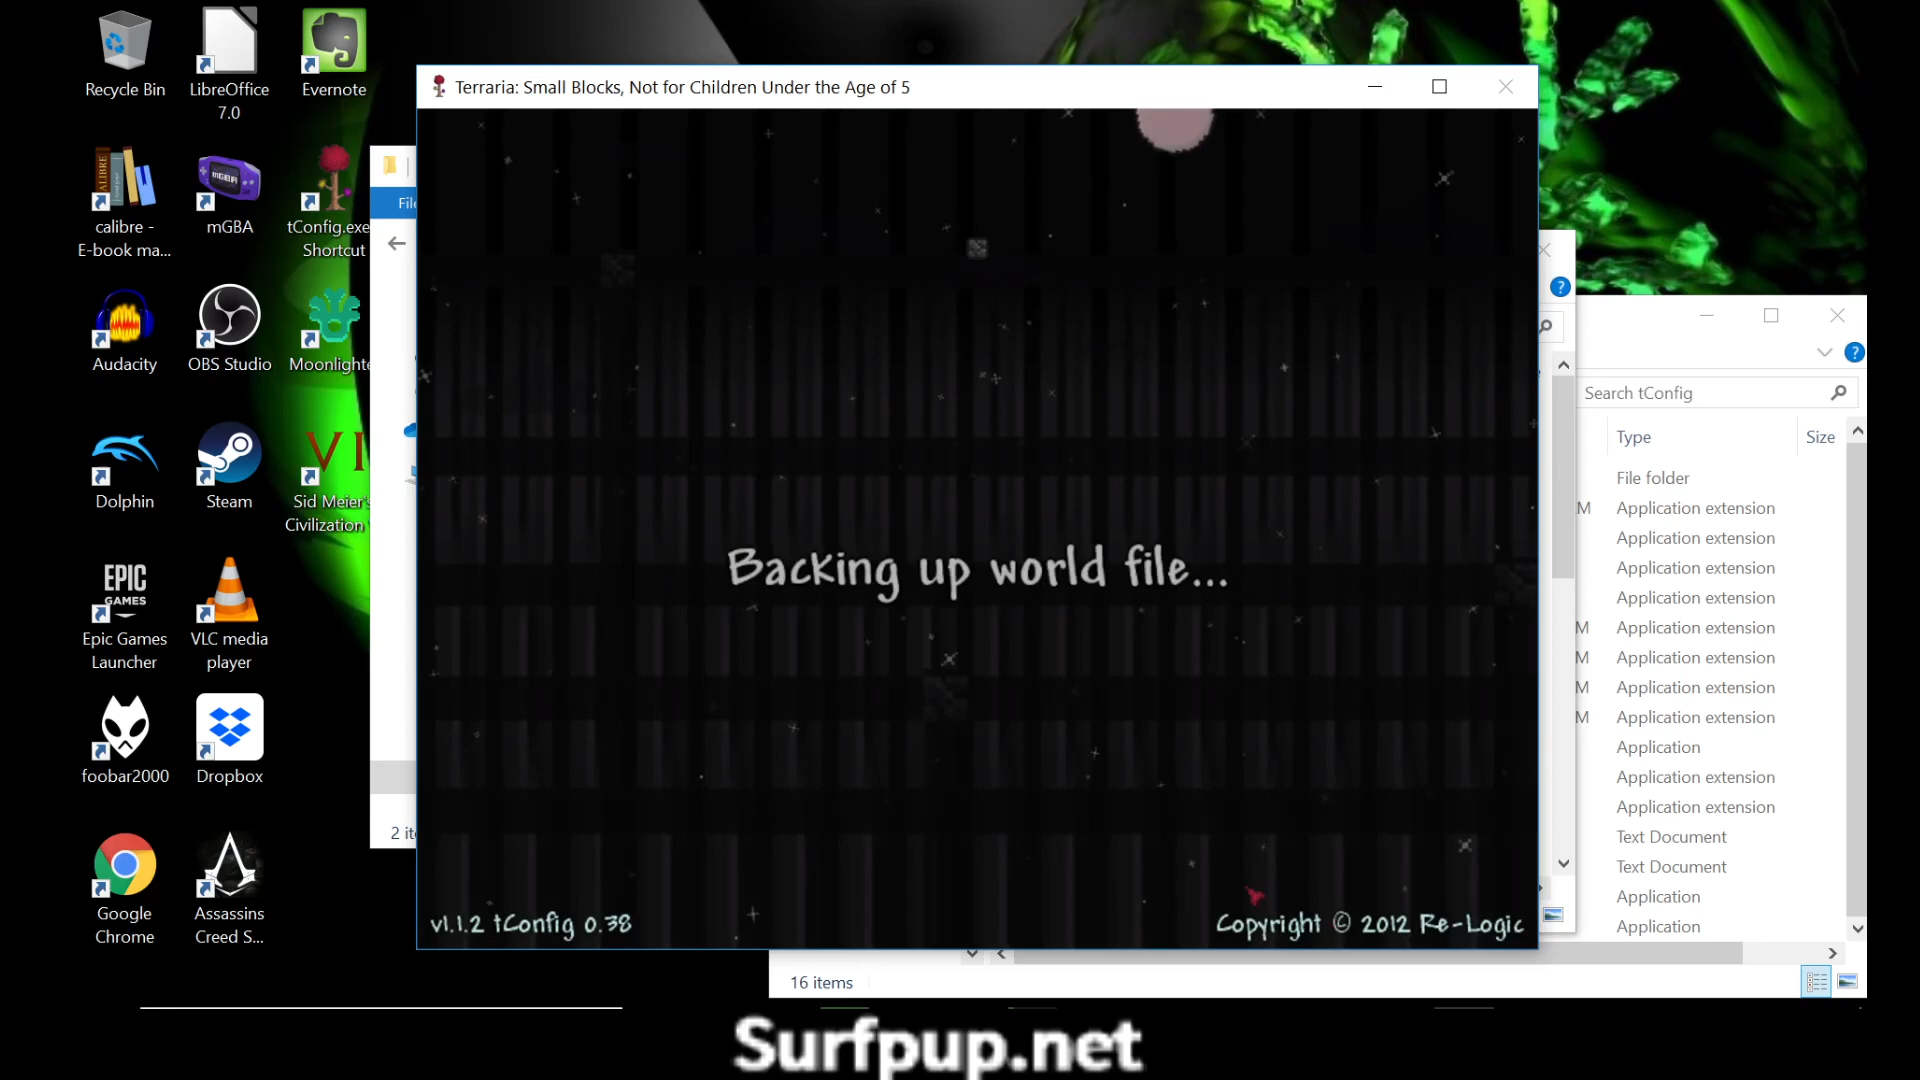 Recycle Bin
LibreOffice
7.0
Evernote
calibre -
E-book ma...
mGBA
tConfig.exe
Shortcut
Audacity
OBS Studio
Moonlighte
Dolphin
Steam
Sid Meier's
Civilization
EPIC
GAMES
Epic Games
Launcher
VLC media
player
foobar2000
Dropbox
Google
Chrome
Assassins
Creed S...
File
2 ite
Terraria: Small Blocks, Not for Children Under the Age of 5
Backing up world file...
v1.1.2 tConfig 0.38
Copyright © 2012 Re-Logic
Search tConfig
Type
Size
File folder
M Application extension
Application extension
Application extension
Application extension
M Application extension
M Application extension
M Application extension
M Application extension
Application
Application extension
Application extension
Text Document
Text Document
Application
Application
16 items
Surfpup.net